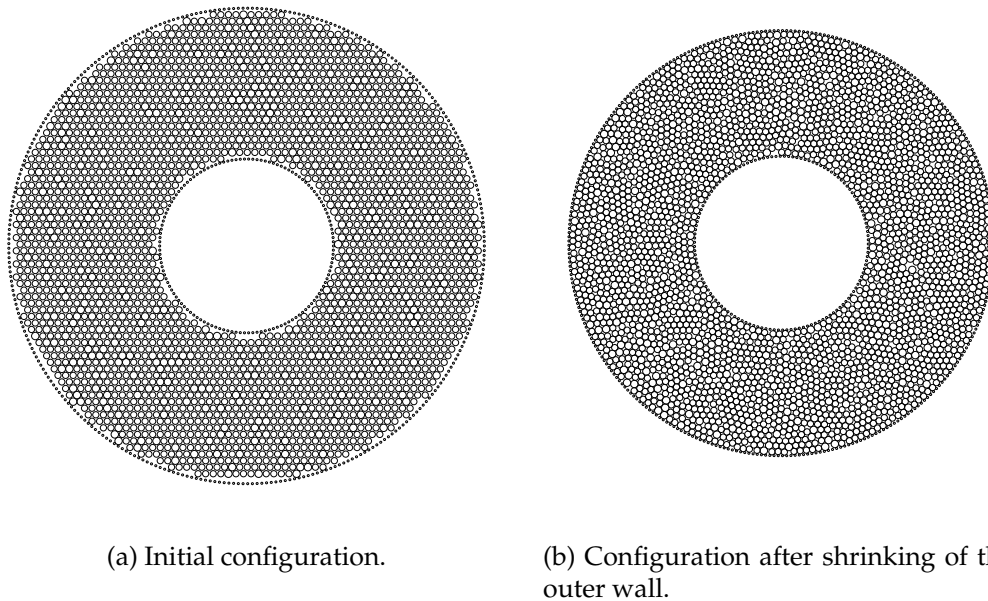 (a) Initial configuration.
(b) Configuration after shrinking of th
outer wall.